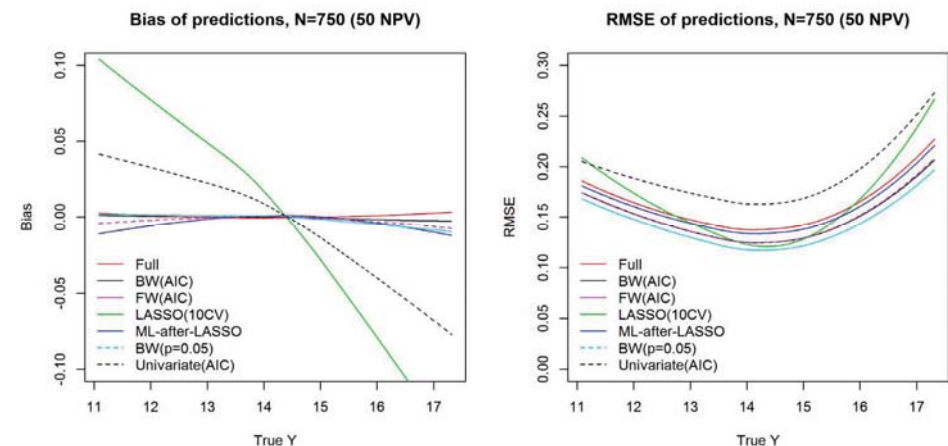 Bias of predictions, N=750 (50 NPV)
Bias
0.10
0.05
0.00
-0.05
-0.10
Full
BW(AIC)
FW(AIC)
LASSO(10CV)
ML-after-LASSO
BW(p=0.05)
Univariate(AIC)
11 12 13 14 15 16 17
True Y
RMSE of predictions, N=750 (50 NPV)
RMSE
0.30
0.25
0.20
0.15
0.10
0.05
0.00
Full
BW(AIC)
FW(AIC)
LASSO(10CV)
ML-after-LASSO
BW(p=0.05)
Univariate(AIC)
11 12 13 14 15 16 17
True Y